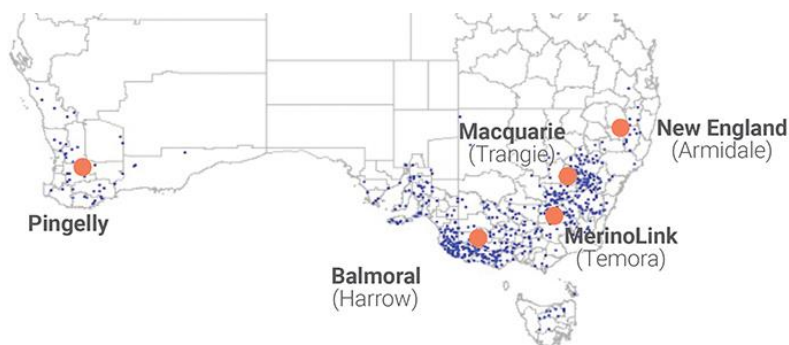 Macquarie
(Trangie)
New England
(Armidale)
Pingelly
MerinoLink
(Temora)
Balmoral
(Harrow)